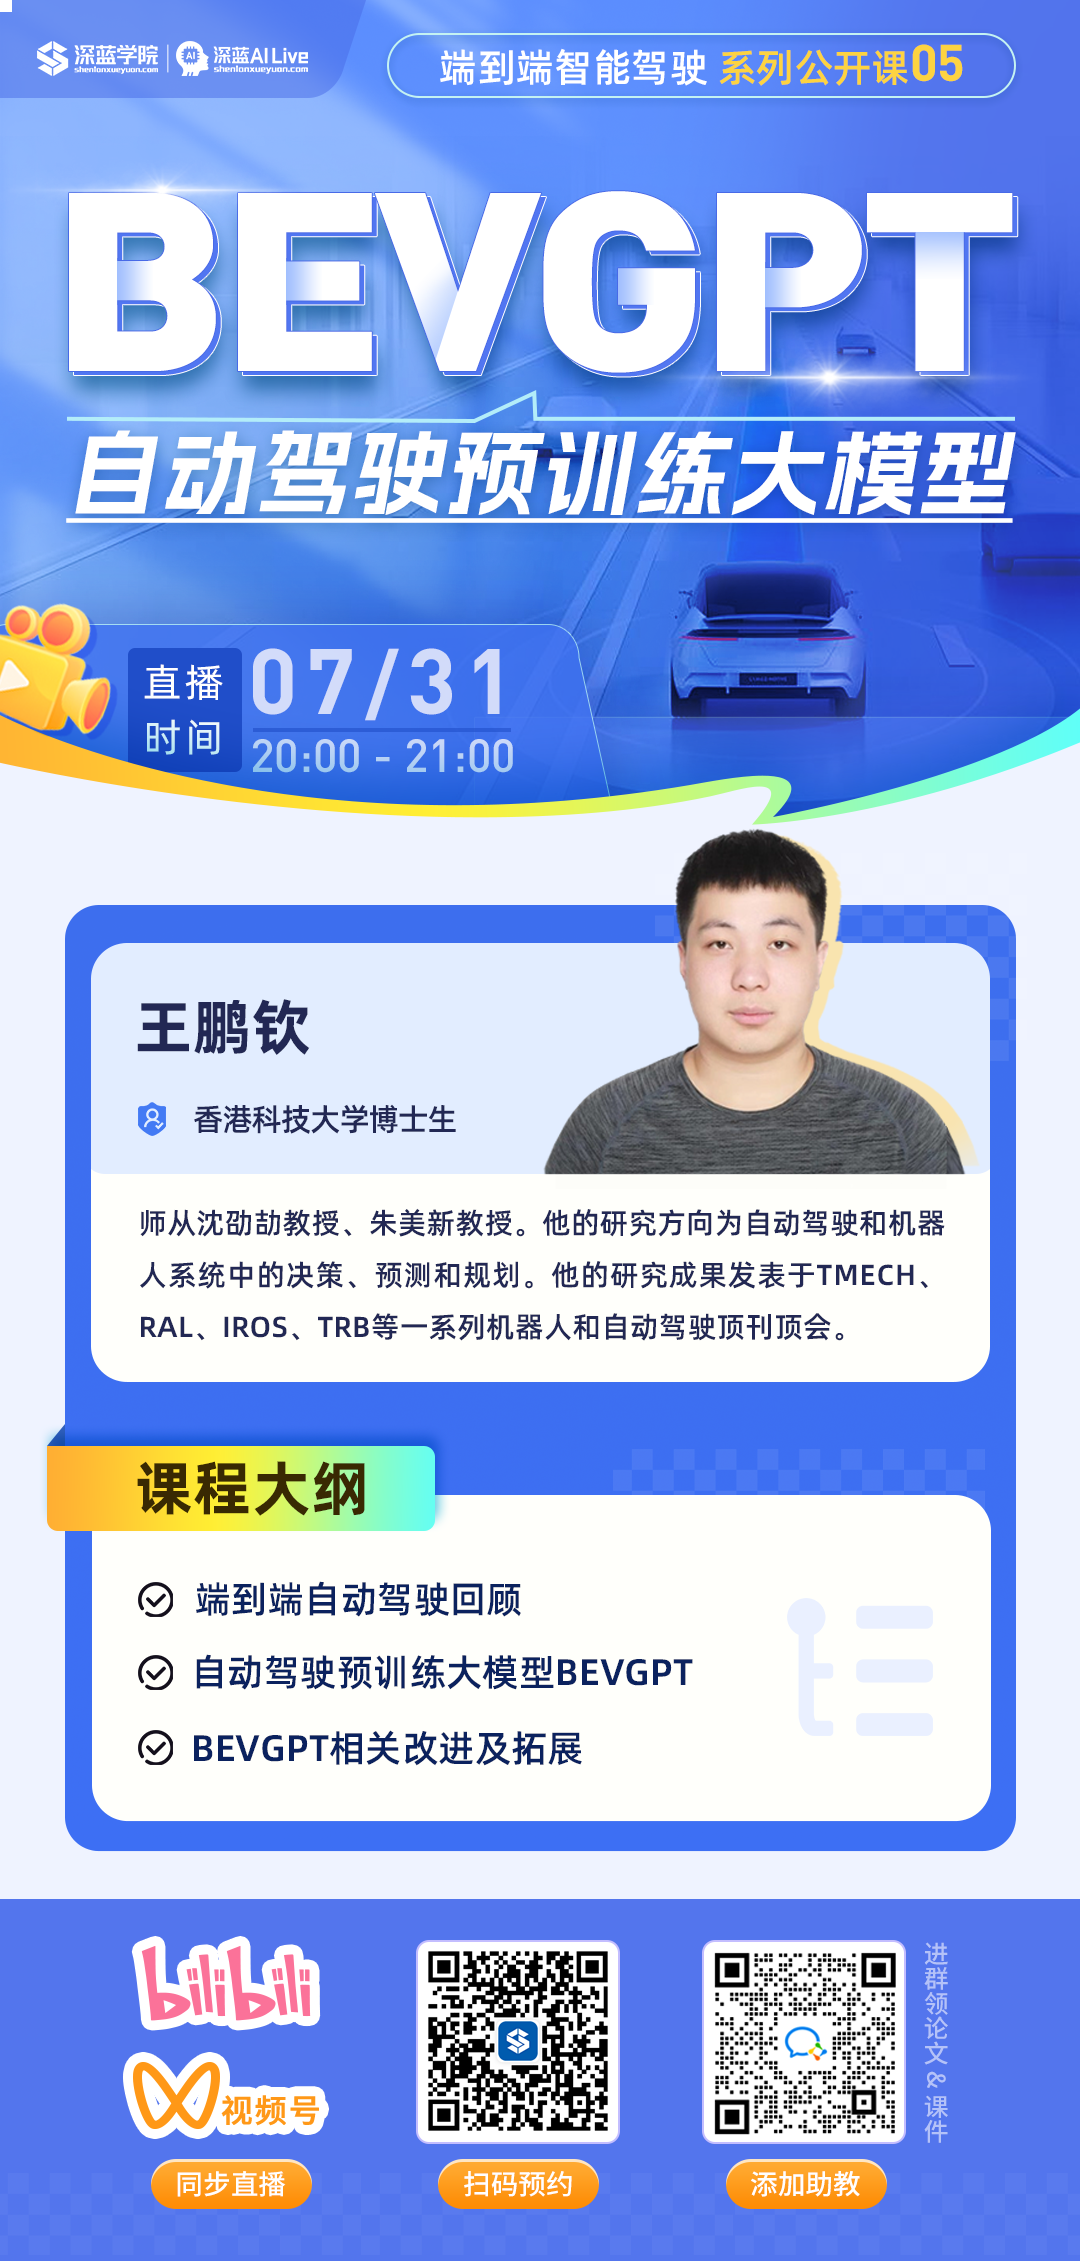 深蓝学院
shenlanxueyuan.com
深蓝AI Live
shenlanxueyuan.com
AI
端到端智能驾驶 系列公开课05
BEVGPT
自动驾驶预训练大模型
直播时间
07/31
20:00 - 21:00
王鹏钦
香港科技大学博士生
师从沈劭劼教授、朱美新教授。他的研究方向为自动驾驶和机器
人系统中的决策、预测和规划。他的研究成果发表于TMECH、
RAL、IROS、TRB等一系列机器人和自动驾驶顶刊顶会。
课程大纲
端到端自动驾驶回顾
自动驾驶预训练大模型BEVGPT
BEVGPT相关改进及拓展
bilibili
视频号
同步直播
扫码预约
添加助教
进群领论文&课件